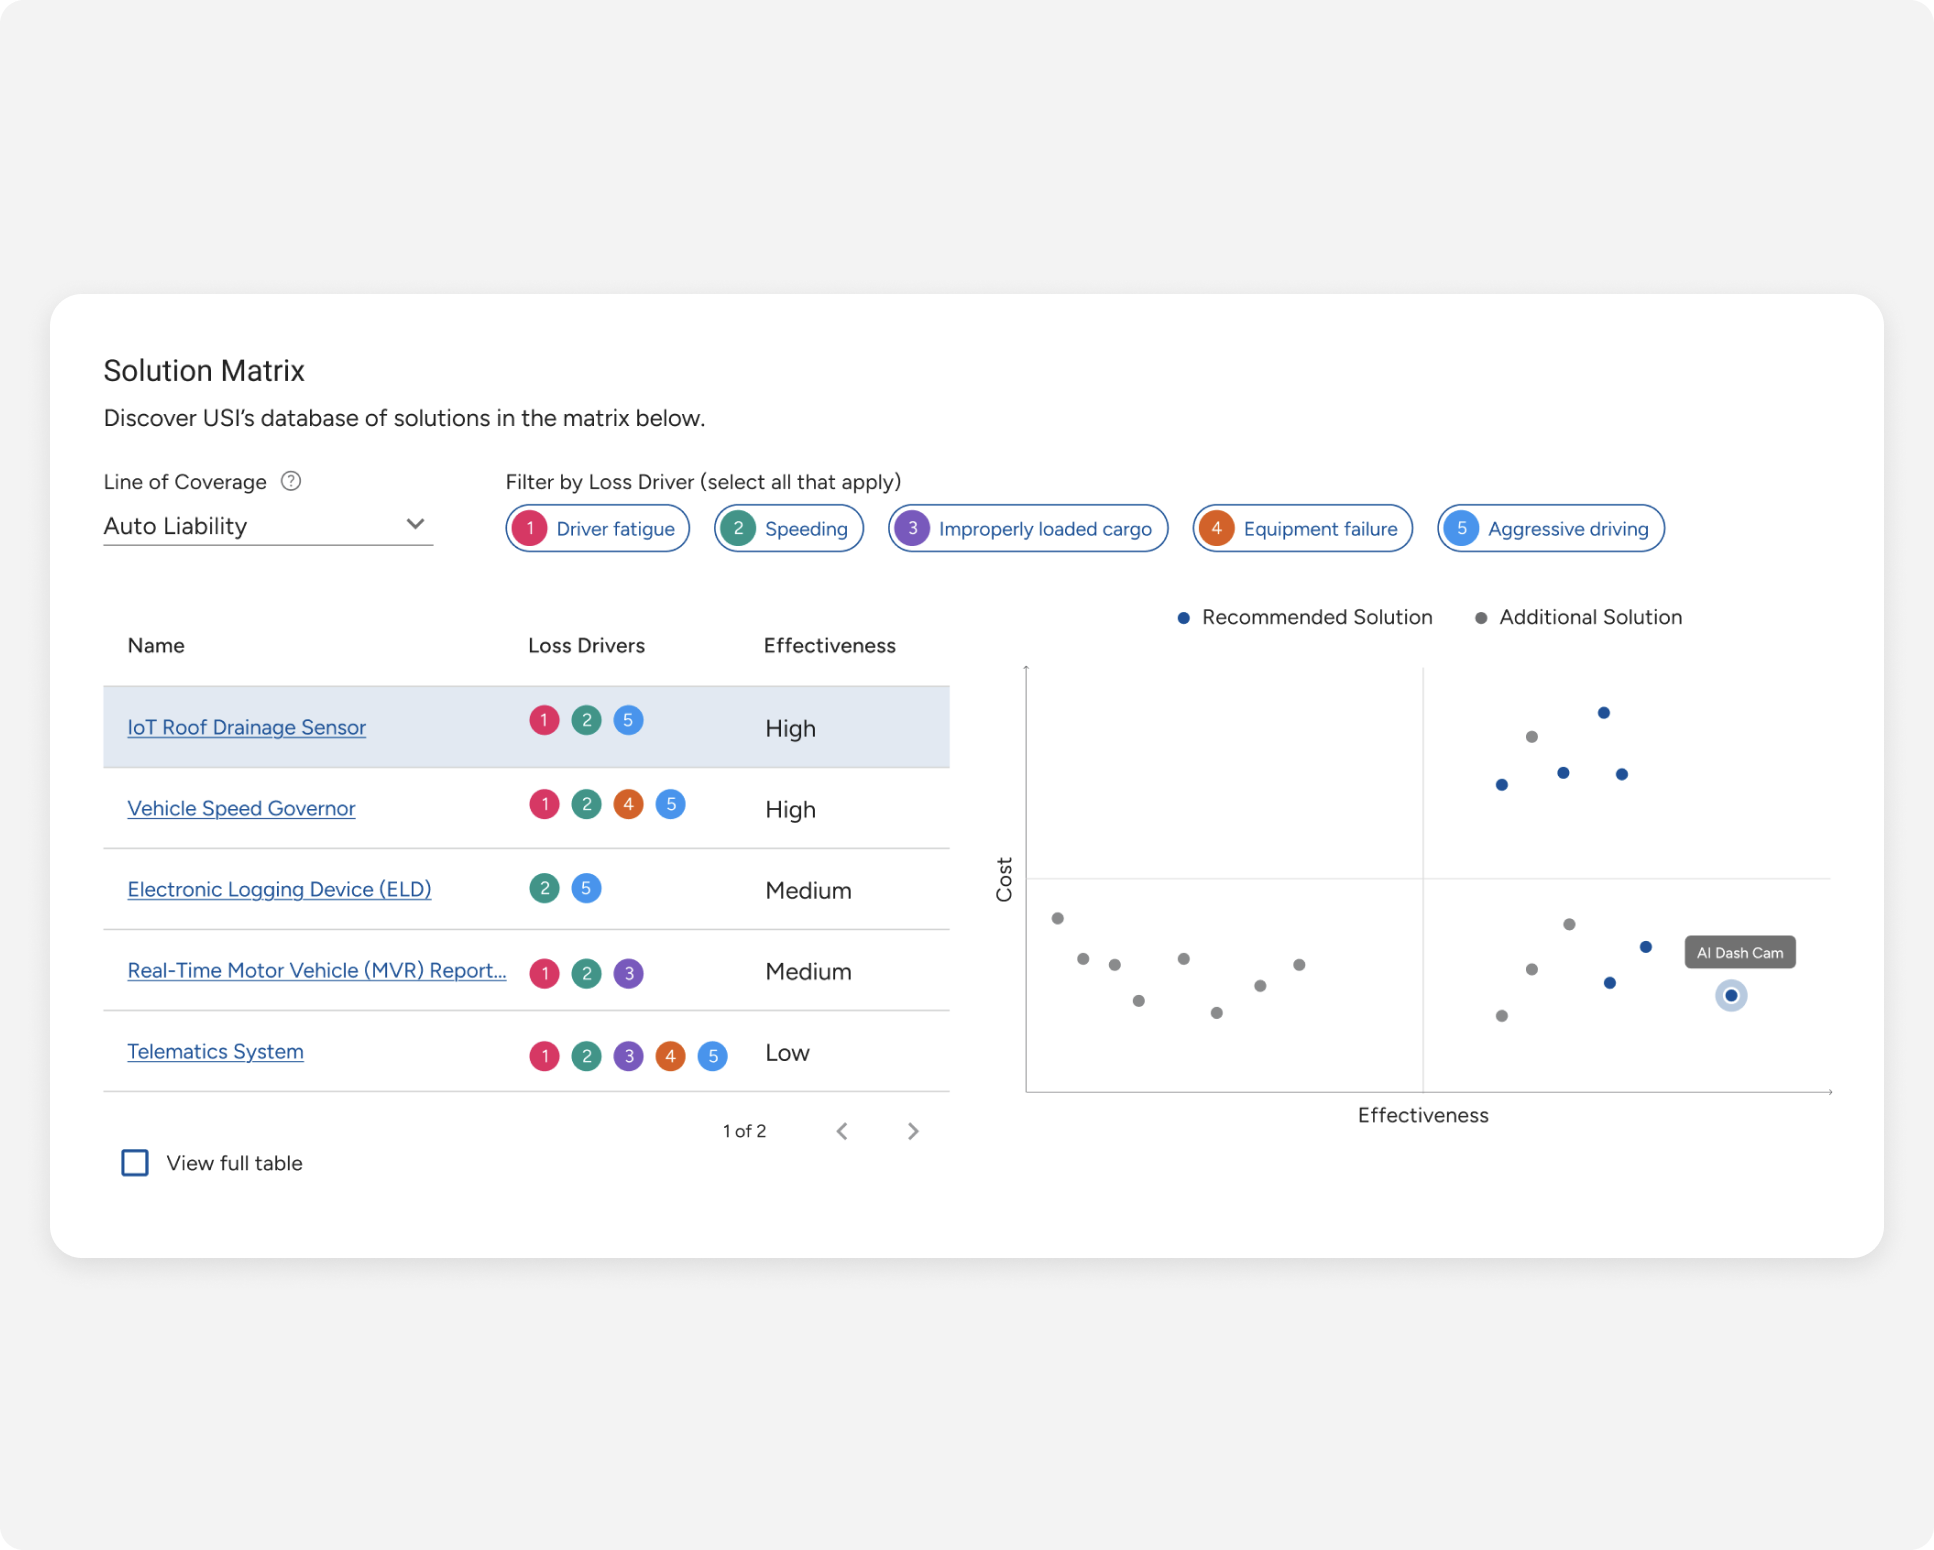 Solution Matrix
Discover USI's database of solutions in the matrix below.
Line of Coverage ?
Auto Liability
Filter by Loss Driver (select all that apply)
1 Driver fatigue 2 Speeding 3 Improperly loaded cargo 4 Equipment failure 5 Aggressive driving
Name Loss Drivers Effectiveness
IoT Roof Drainage Sensor 1 2 5 High
Vehicle Speed Governor 1 2 4 5 High
Electronic Logging Device (ELD) 2 5 Medium
Real-Time Motor Vehicle (MVR) Report... 1 2 3 Medium
Telematics System 1 2 3 4 5 Low
1 of 2
View full table
Recommended Solution Additional Solution
Cost
AI Dash Cam
Effectiveness